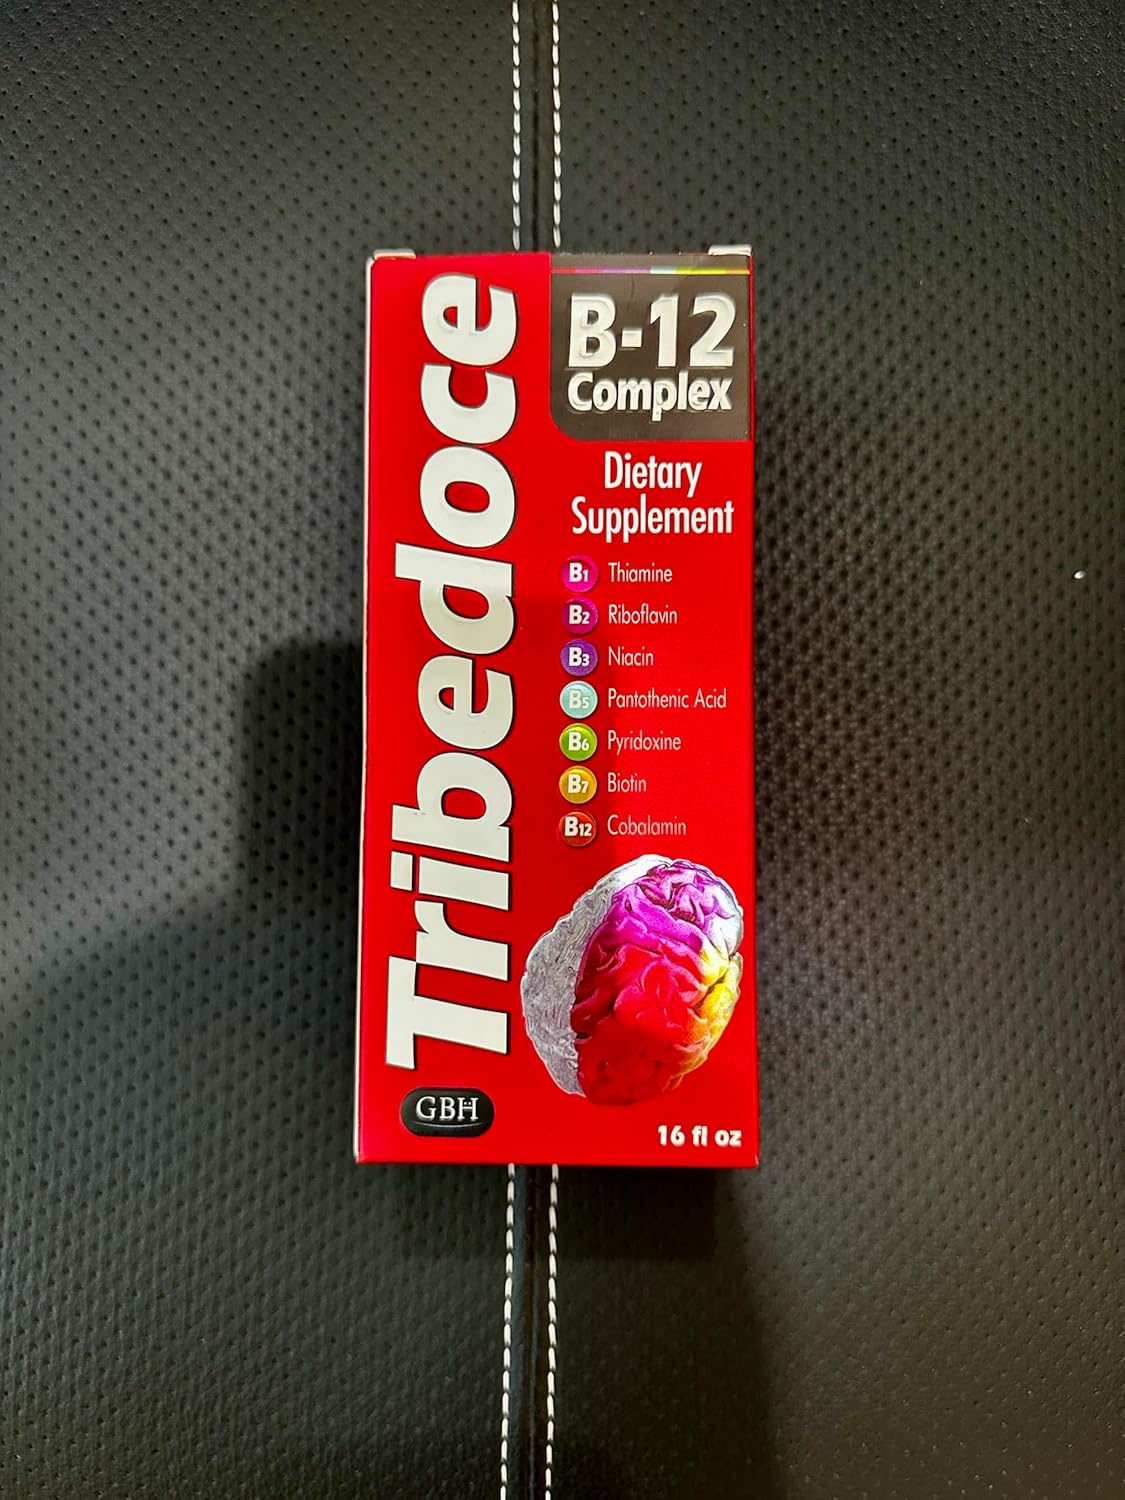 Tribedoce
B-12
Complex
Dietary
Supplement
B1 Thiamine
B2 Riboflavin
B3 Niacin
B5 Pantothenic Acid
B6 Pyridoxine
B7 Biotin
B12 Cobalamin
GBH
16 fl oz